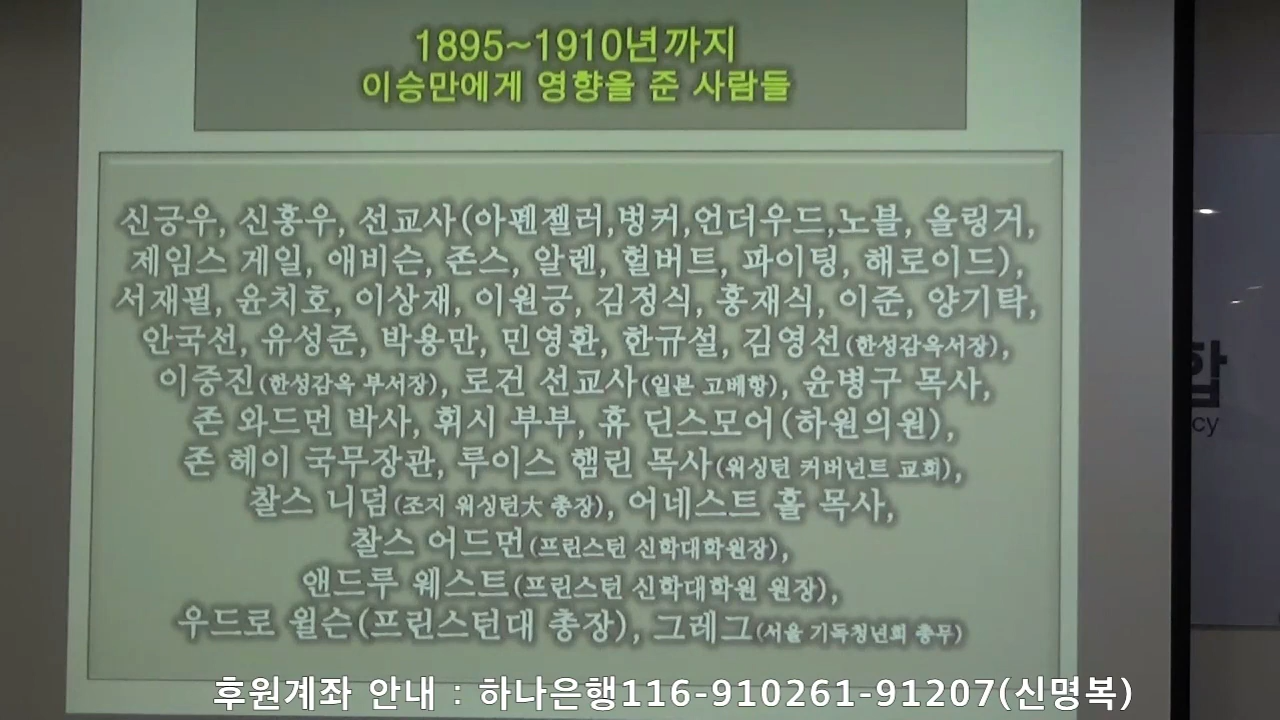 1895~1910년까지
이승만에게 영향을 준 사람들
신긍우, 신흥우, 선교사(아펜젤러,벙커,언더우드,노블, 올링거,
제임스 게일, 애비슨, 존스, 알렌, 헐버트, 파이팅, 해로이드),
서재필, 윤치호, 이상재, 이원긍, 김정식, 홍재식, 이준, 양기탁,
안국선, 유성준, 박용만, 민영환, 한규설, 김영선(한성감옥서장),
이중진(한성감옥 부서장), 로건 선교사(일본 고베항), 윤병구 목사,
존 와드먼 박사, 휘시 부부, 휴 딘스모어(하원의원),
존 헤이 국무장관, 루이스 햄린 목사(워싱턴 커버넌트 교회),
찰스 니덤(조지 워싱턴大 총장), 어네스트 홀 목사,
찰스 어드먼(프린스턴 신학대학원장),
앤드루 웨스트(프린스턴 신학대학원 원장),
우드로 윌슨(프린스턴대 총장), 그레그(서울 기독청년회 총무)
합
cy
후원계좌 안내 : 하나은행116-910261-91207(신명복)